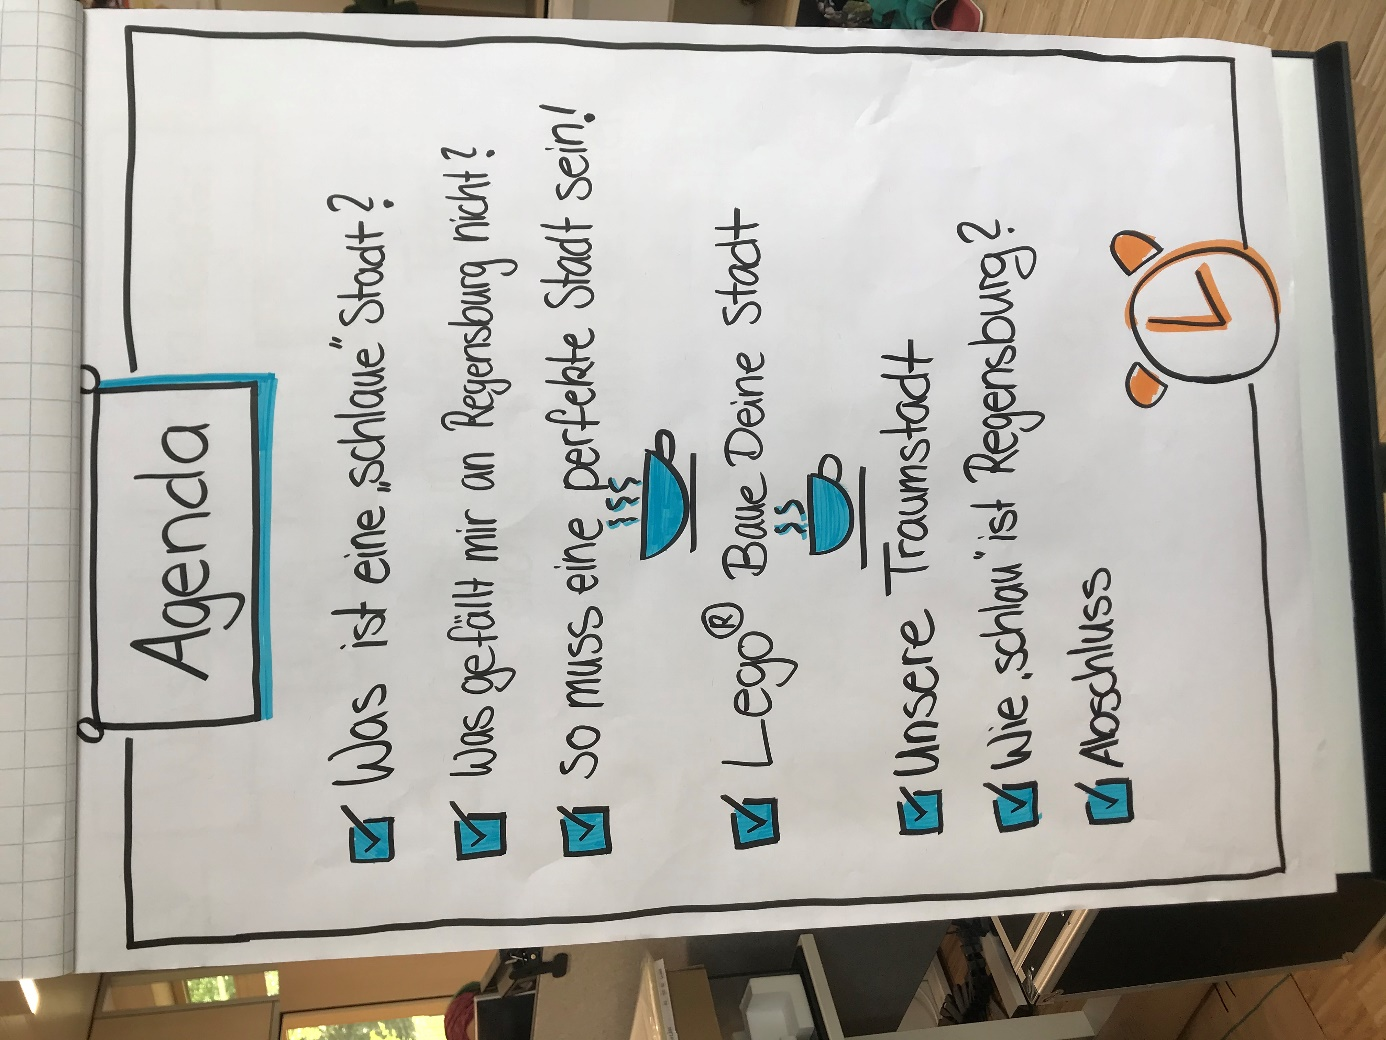 Agenda
Was ist eine „schlaue" Stadt?
Was gefällt mir an Regensburg nicht?
So muss eine perfekte Stadt sein!
Lego® Baue Deine Stadt
Unsere Traumstadt
Wie „schlau" ist Regensburg?
Abschluss